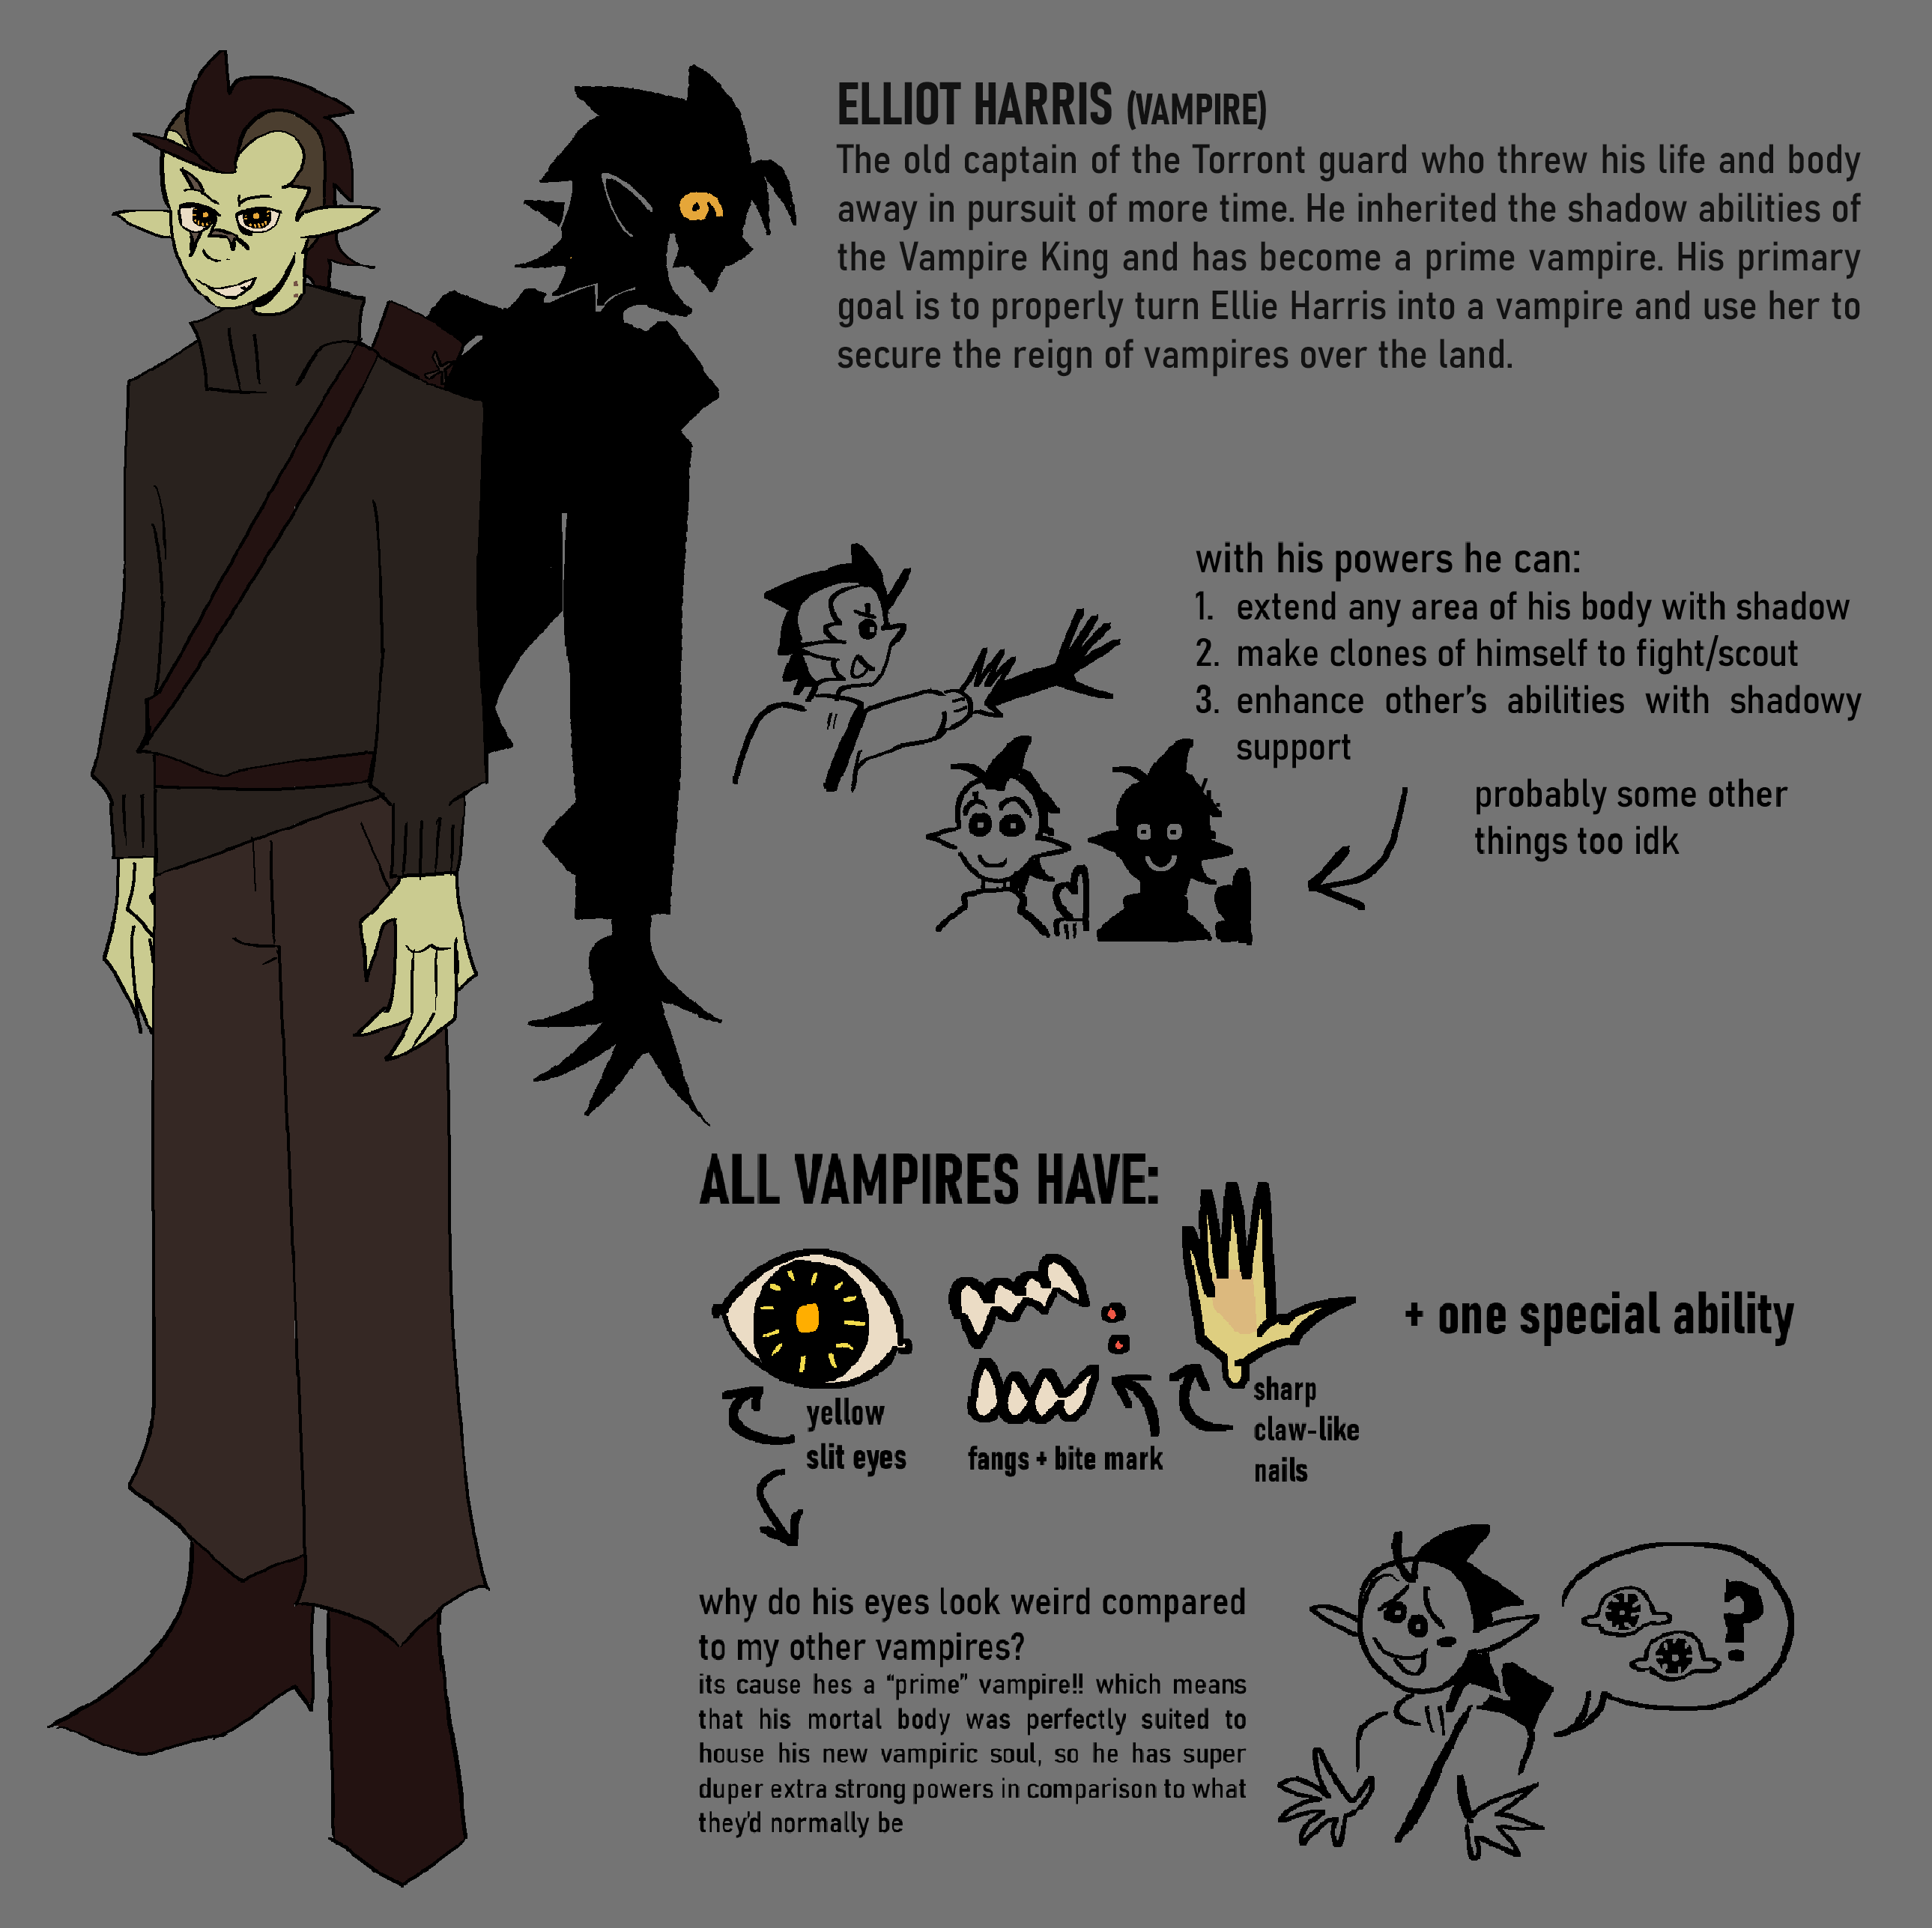 ELLIOT HARRIS (VAMPIRE)
The old captain of the Torront guard who threw his life and body
away in pursuit of more time. He inherited the shadow abilities of
the Vampire King and has become a prime vampire. His primary
goal is to properly turn Ellie Harris into a vampire and use her to
secure the reign of vampires over the land.
with his powers he can:
1. extend any area of his body with shadow
2. make clones of himself to fight/scout
3. enhance other's abilities with shadowy
support
probably some other
things too idk
ALL VAMPIRES HAVE:
+ one special ability
yellow
slit eyes
fangs + bite mark
sharp
claw-like
nails
why do his eyes look weird compared
to my other vampires?
its cause hes a “prime” vampire!! which means
that his mortal body was perfectly suited to
house his new vampiric soul, so he has super
duper extra strong powers in comparison to what
they'd normally be
?